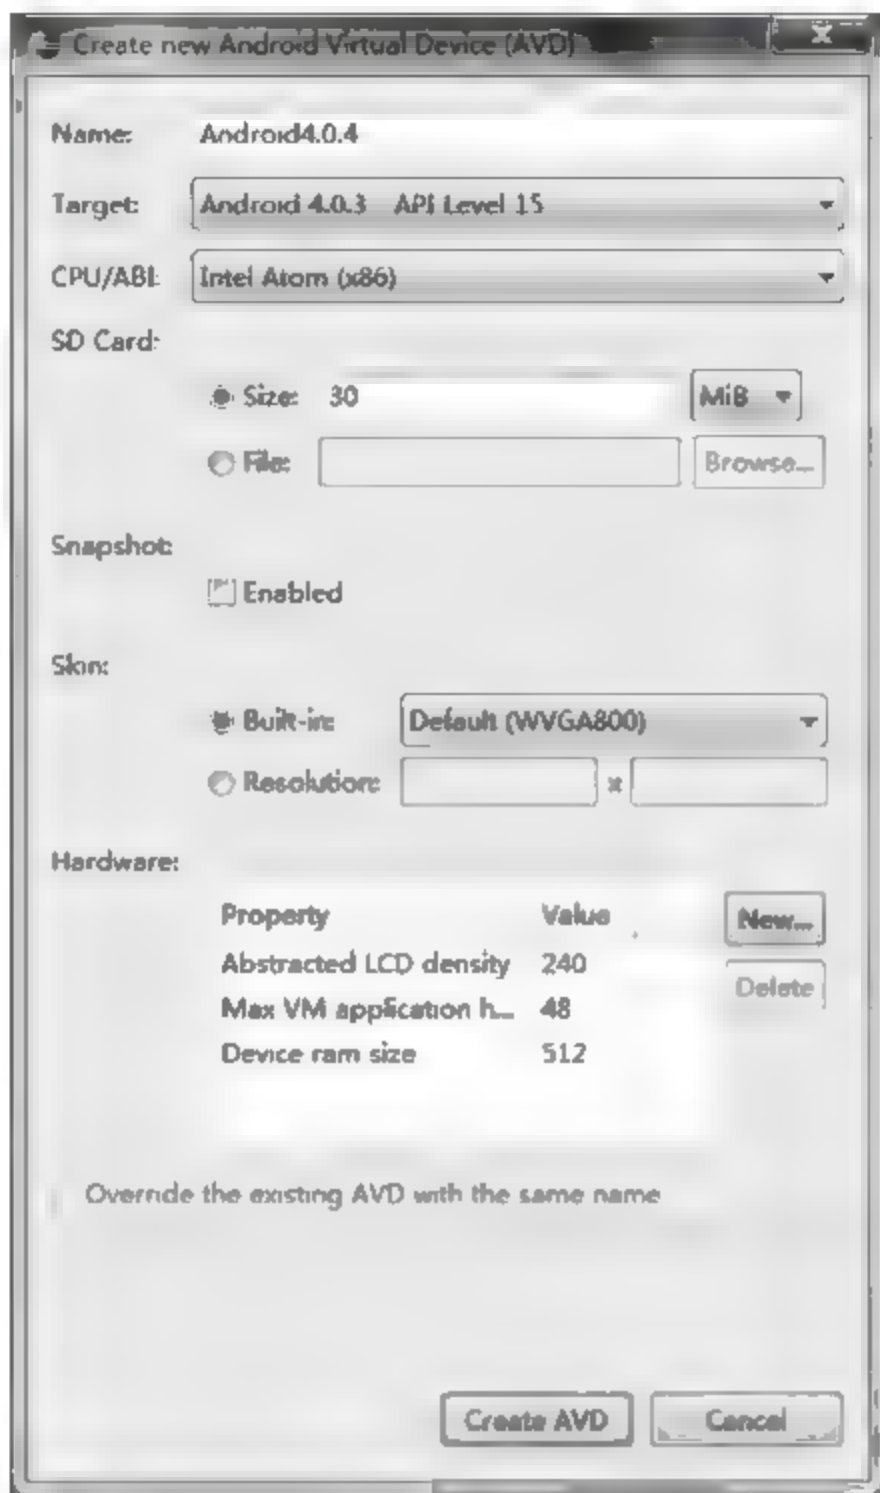 Create new Android Virtual Device (AVD)
Name: Android4.0.4
Target: Android 4.0.3 API Level 15
CPU/ABI: Intel Atom (x86)
SD Card:
Size: 30 MiB
File: Browse...
Snapshot:
Enabled
Skin:
Built-in: Default (WVGA800)
Resolution: x
Hardware:
Property Value New...
Abstracted LCD density 240
Delete
Max VM application h... 48
Device ram size 512
Override the existing AVD with the same name
Create AVD Cancel